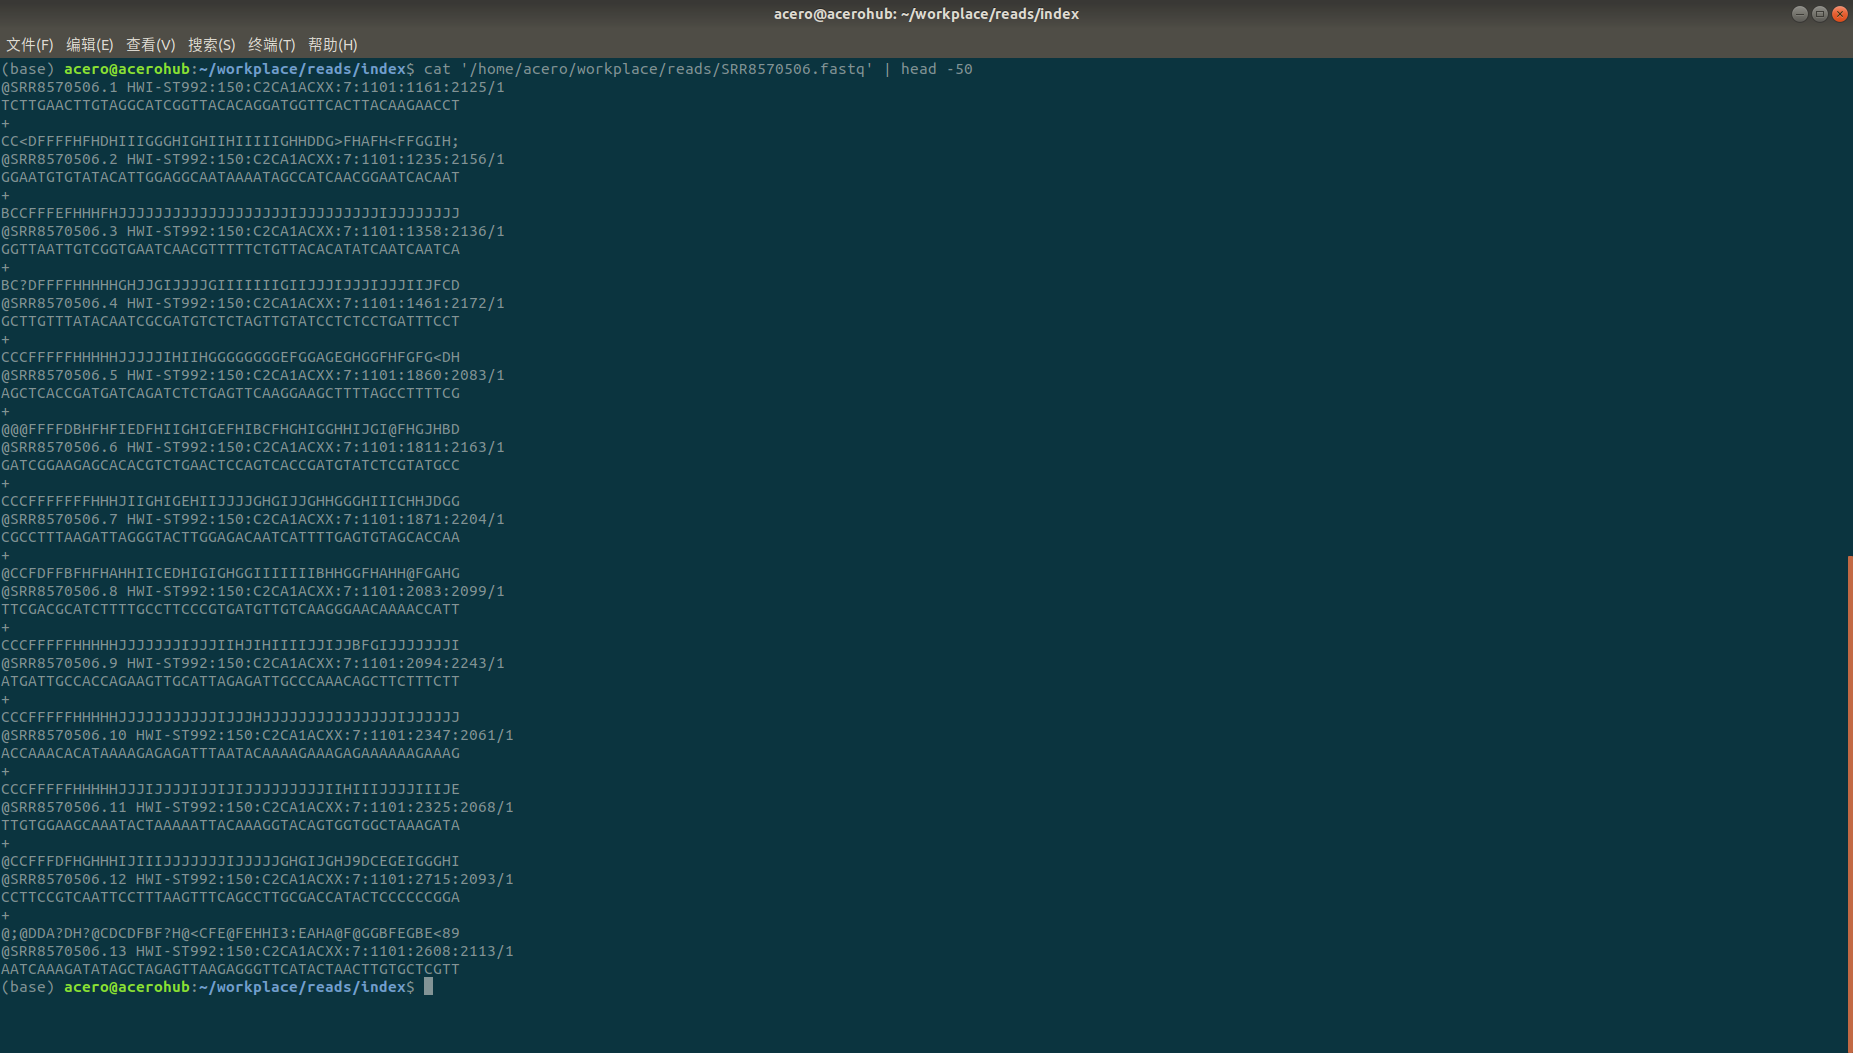 acero@acerohub: ~/workplace/reads/index
文件(F) 编辑(E) 查看(V) 搜索(S) 终端(T) 帮助(H)
(base) acero@acerohub:~/workplace/reads/index$ cat '/home/acero/workplace/reads/SRR8570506.fastq' | head -50
@SRR8570506.1 HWI-ST992:150:C2CA1ACXX:7:1101:1161:2125/1
TCTTGAACTTGTAGGCATCGGTTACACAGGATGGTTCACTTACAAGAACCT
+
CC<DFFFFHFHDHIIIGGGHIGHIIHIIIIIGHHDDG>FHAFH<FFGGIH;
@SRR8570506.2 HWI-ST992:150:C2CA1ACXX:7:1101:1235:2156/1
GGAATGTGTATACATTGGAGGCAATAAAATAGCCATCAACGGAATCACAAT
+
BCCFFFEFHHHFHJJJJJJJJJJJJJJJJJJJIJJJJJJJJJIJJJJJJJJ
@SRR8570506.3 HWI-ST992:150:C2CA1ACXX:7:1101:1358:2136/1
GGTTAATTGTCGGTGAATCAACGTTTTTCTGTTACACATATCAATCAATCA
+
BC?DFFFFHHHHHGHJJGIJJJJGIIIIIIIGIIJJJIJJJIJJJIIJFCD
@SRR8570506.4 HWI-ST992:150:C2CA1ACXX:7:1101:1461:2172/1
GCTTGTTTATACAATCGCGATGTCTCTAGTTGTATCCTCTCCTGATTTCCT
+
CCCFFFFFHHHHHJJJJJIHIIHGGGGGGGGEFGGAGEGHGGFHFGFG<DH
@SRR8570506.5 HWI-ST992:150:C2CA1ACXX:7:1101:1860:2083/1
AGCTCACCGATGATCAGATCTCTGAGTTCAAGGAAGCTTTTAGCCTTTTCG
+
@@@FFFFDBHFHFIEDFHIIGHIGEFHIBCFHGHIGGHHIJGI@FHGJHBD
@SRR8570506.6 HWI-ST992:150:C2CA1ACXX:7:1101:1811:2163/1
GATCGGAAGAGCACACGTCTGAACTCCAGTCACCGATGTATCTCGTATGCC
+
CCCFFFFFFFHHHJIIGHIGEHIIJJJJGHGIJJGHHGGGHIIICHHJDGG
@SRR8570506.7 HWI-ST992:150:C2CA1ACXX:7:1101:1871:2204/1
CGCCTTTAAGATTAGGGTACTTGGAGACAATCATTTTGAGTGTAGCACCAA
+
@CCFDFFBFHFHAHHIICEDHIGIGHGGIIIIIIIBHHGGFHAHH@FGAHG
@SRR8570506.8 HWI-ST992:150:C2CA1ACXX:7:1101:2083:2099/1
TTCGACGCATCTTTTGCCTTCCCGTGATGTTGTCAAGGGAACAAAACCATT
+
CCCFFFFFHHHHHJJJJJJJIJJJIIHJIHIIIIJJIJJBFGIJJJJJJJI
@SRR8570506.9 HWI-ST992:150:C2CA1ACXX:7:1101:2094:2243/1
ATGATTGCCACCAGAAGTTGCATTAGAGATTGCCCAAACAGCTTCTTTCTT
+
CCCFFFFFHHHHHJJJJJJJJJJJIJJJHJJJJJJJJJJJJJJJIJJJJJJ
@SRR8570506.10 HWI-ST992:150:C2CA1ACXX:7:1101:2347:2061/1
ACCAAACACATAAAAGAGAGATTTAATACAAAAGAAAGAGAAAAAAGAAAG
+
CCCFFFFFHHHHHJJJIJJJJIJJIJIJJJJJJJJJIIHIIIJJJJIIIJE
@SRR8570506.11 HWI-ST992:150:C2CA1ACXX:7:1101:2325:2068/1
TTGTGGAAGCAAATACTAAAAATTACAAAGGTACAGTGGTGGCTAAAGATA
+
@CCFFFDFHGHHHIJIIIJJJJJJJIJJJJJGHGIJGHJ9DCEGEIGGGHI
@SRR8570506.12 HWI-ST992:150:C2CA1ACXX:7:1101:2715:2093/1
CCTTCCGTCAATTCCTTTAAGTTTCAGCCTTGCGACCATACTCCCCCCGGA
+
@;@DDA?DH?@CDCDFBF?H@<CFE@FEHHI3:EAHA@F@GGBFEGBE<89
@SRR8570506.13 HWI-ST992:150:C2CA1ACXX:7:1101:2608:2113/1
AATCAAAGATATAGCTAGAGTTAAGAGGGTTCATACTAACTTGTGCTCGTT
(base) acero@acerohub:~/workplace/reads/index$